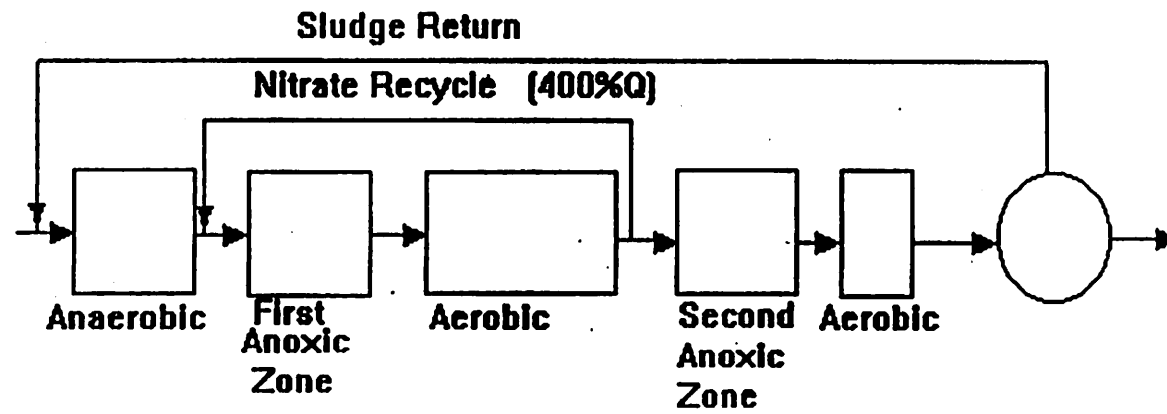 Sludge Return
Nitrate Recycle (400%Q)
Anaerobic
First
Anoxic
Zone
Aerobic
Second
Anoxic
Zone
Aerobic